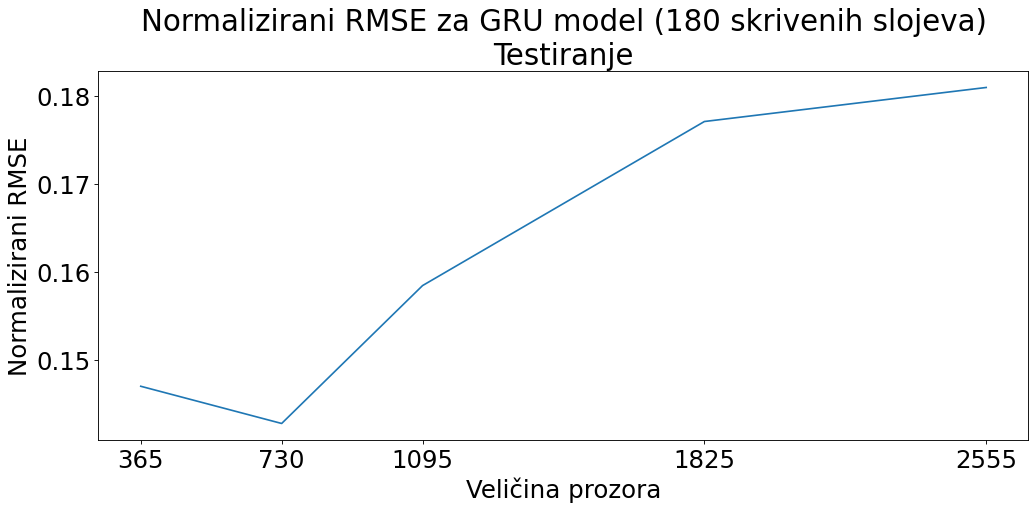 Normalizirani RMSE za GRU model (180 skrivenih slojeva)
Testiranje
Normalizirani RMSE
0.18
0.17
0.16
0.15
365 730 1095 1825 2555
Veličina prozora